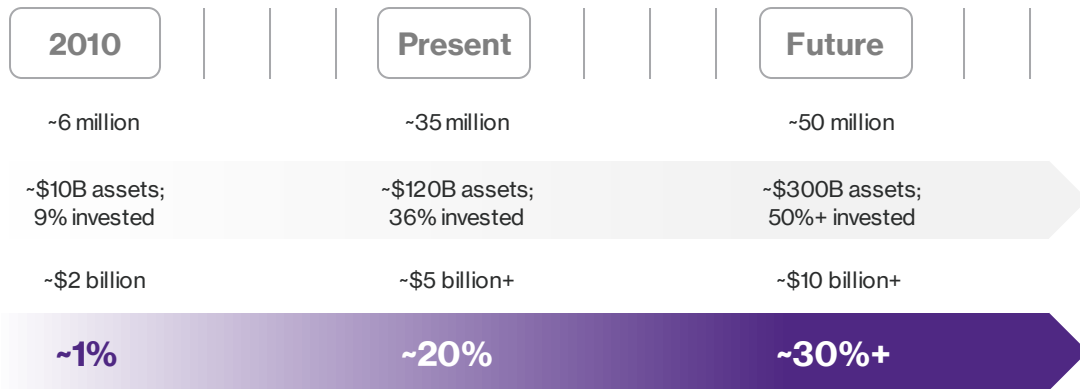 2010 Present Future
~6 million ~35 million ~50 million
~$10B assets; ~$120B assets; ~$300B assets;
9% invested 36% invested 50%+ invested
~$2 billion ~$5 billion+ ~$10 billion+
~1% ~20% ~30%+